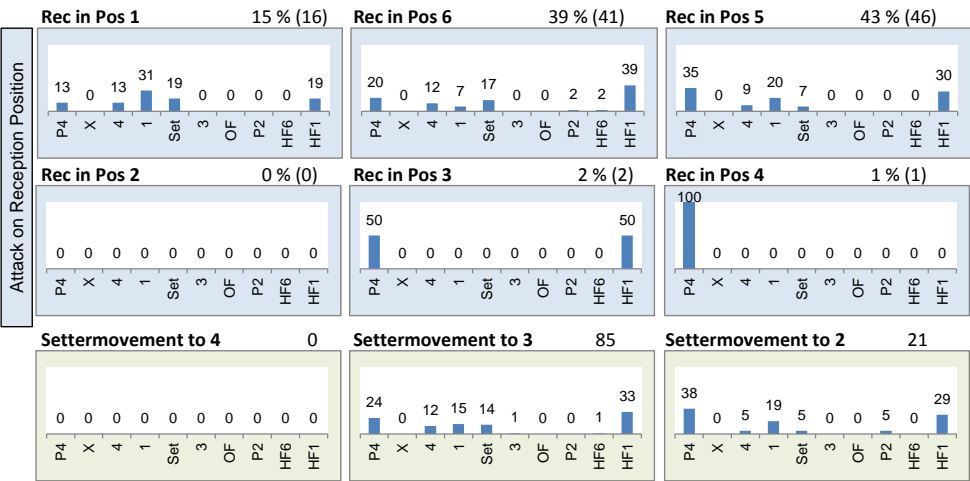 Attack on Reception Position
Rec in Pos 1 15 % (16)
13 0 13 31 19 0 0 0 0 19
P4 X 4 1 Set 3 OF P2 HF6 HF1
Rec in Pos 6 39 % (41)
20 0 12 7 17 0 0 2 2 39
P4 X 4 1 Set 3 OF P2 HF6 HF1
Rec in Pos 5 43 % (46)
35 0 9 20 7 0 0 0 0 30
P4 X 4 1 Set 3 OF P2 HF6 HF1
Rec in Pos 2 0 % (0)
0 0 0 0 0 0 0 0 0 0
P4 X 4 1 Set 3 OF P2 HF6 HF1
Rec in Pos 3 2 % (2)
50 0 0 0 0 0 0 0 0 50
P4 X 4 1 Set 3 OF P2 HF6 HF1
Rec in Pos 4 1 % (1)
100 0 0 0 0 0 0 0 0 0
P4 X 4 1 Set 3 OF P2 HF6 HF1
Settermovement to 4 0
0 0 0 0 0 0 0 0 0 0
P4 X 4 1 Set 3 OF P2 HF6 HF1
Settermovement to 3 85
24 0 12 15 14 1 0 0 1 33
P4 X 4 1 Set 3 OF P2 HF6 HF1
Settermovement to 2 21
38 0 5 19 5 0 0 5 0 29
P4 X 4 1 Set 3 OF P2 HF6 HF1